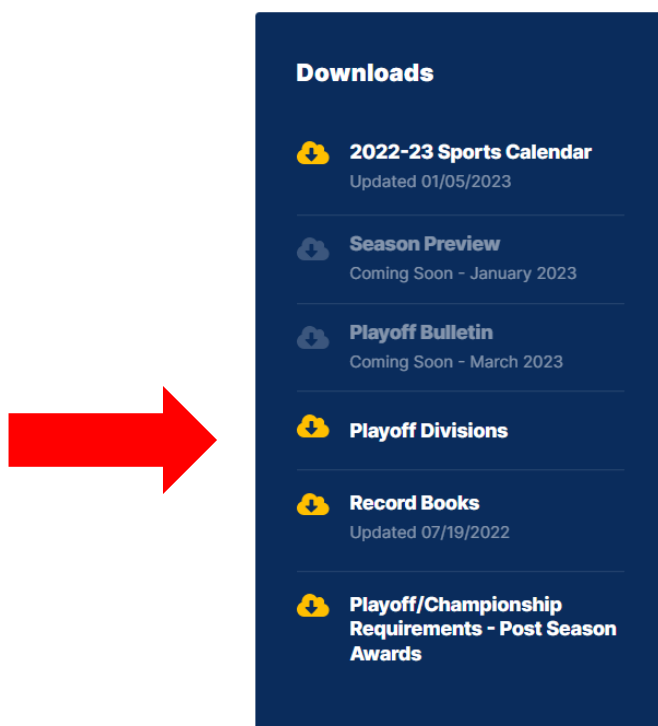 Downloads
2022-23 Sports Calendar
Updated 01/05/2023
Season Preview
Coming Soon - January 2023
Playoff Bulletin
Coming Soon - March 2023
Playoff Divisions
Record Books
Updated 07/19/2022
Playoff/Championship
Requirements - Post Season
Awards